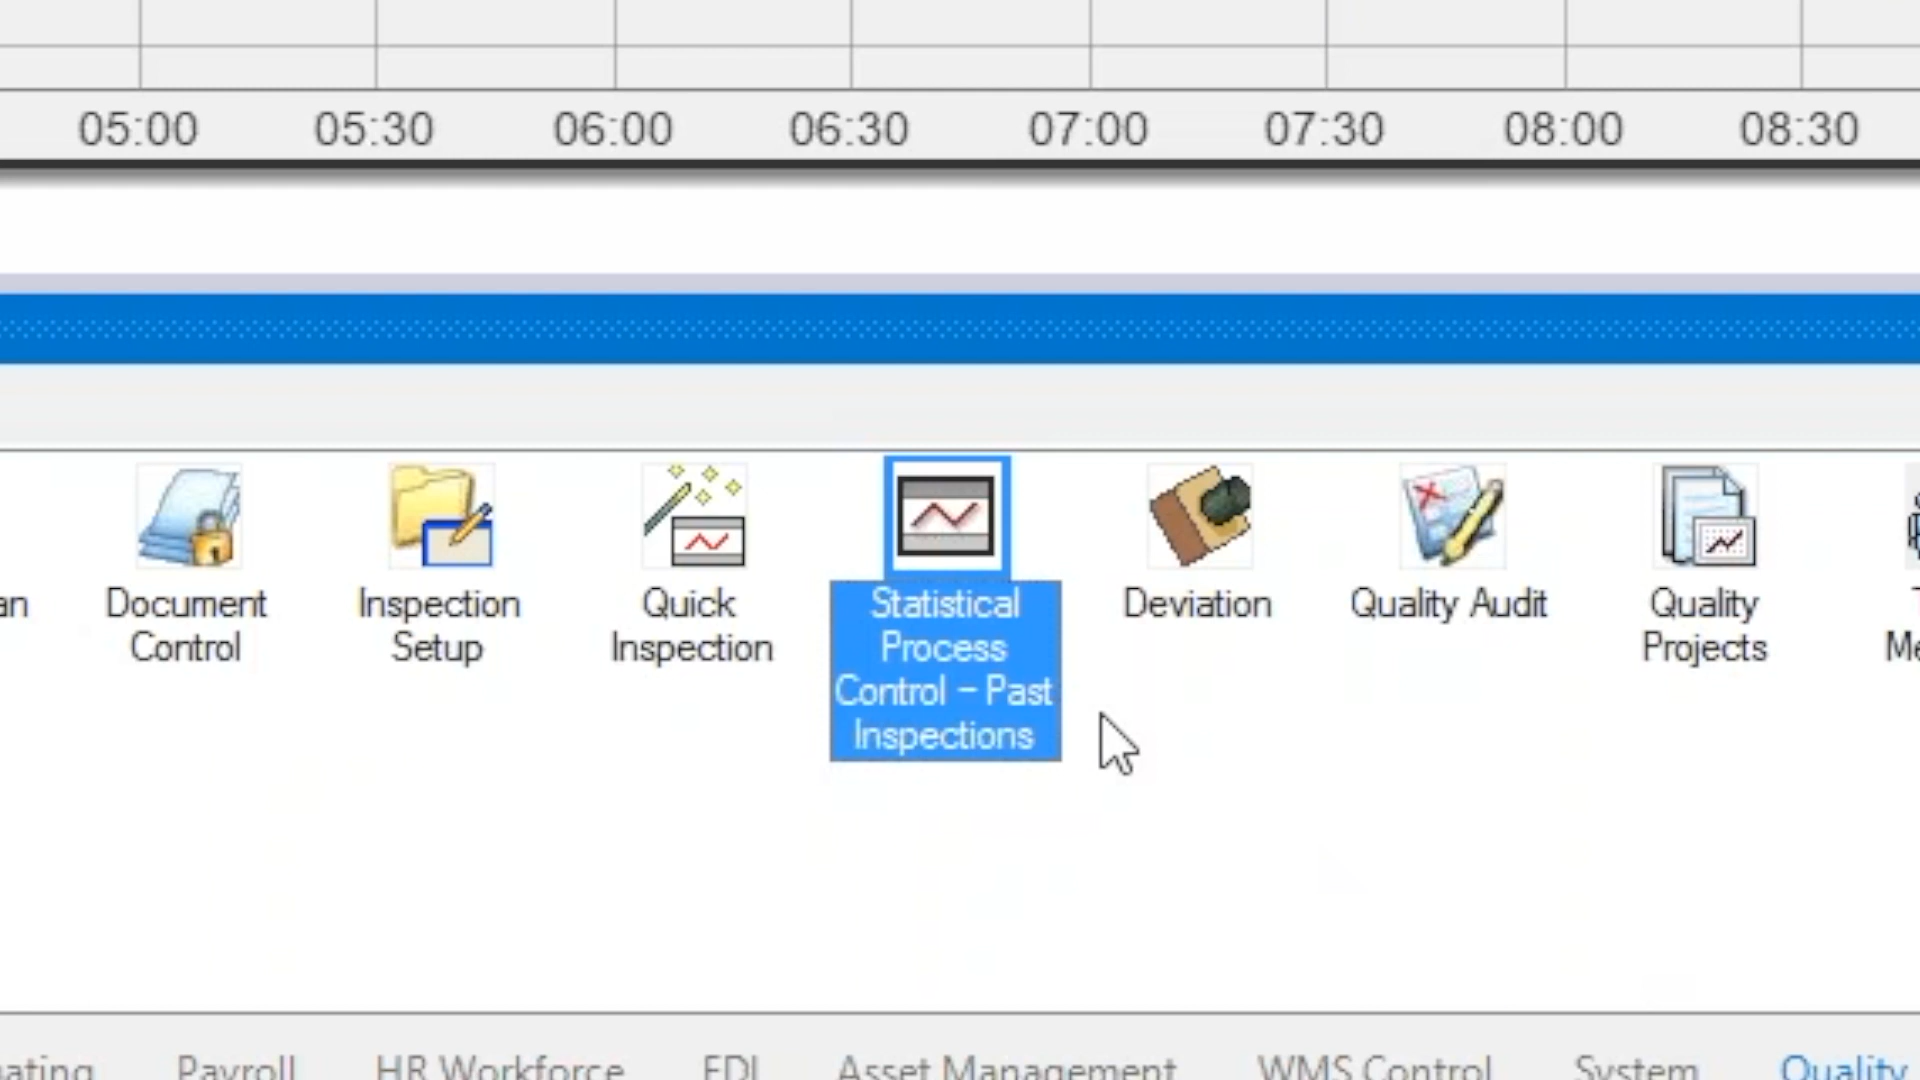 05:00 05:30 06:00 06:30 07:00 07:30 08:00 08:30
Document Inspection Quick Statistical Deviation Quality Audit Quality
Control Setup Inspection Process Projects
Control – Past
Inspections
Payroll HR Workforce EDI Asset Management WMS Control System Quality